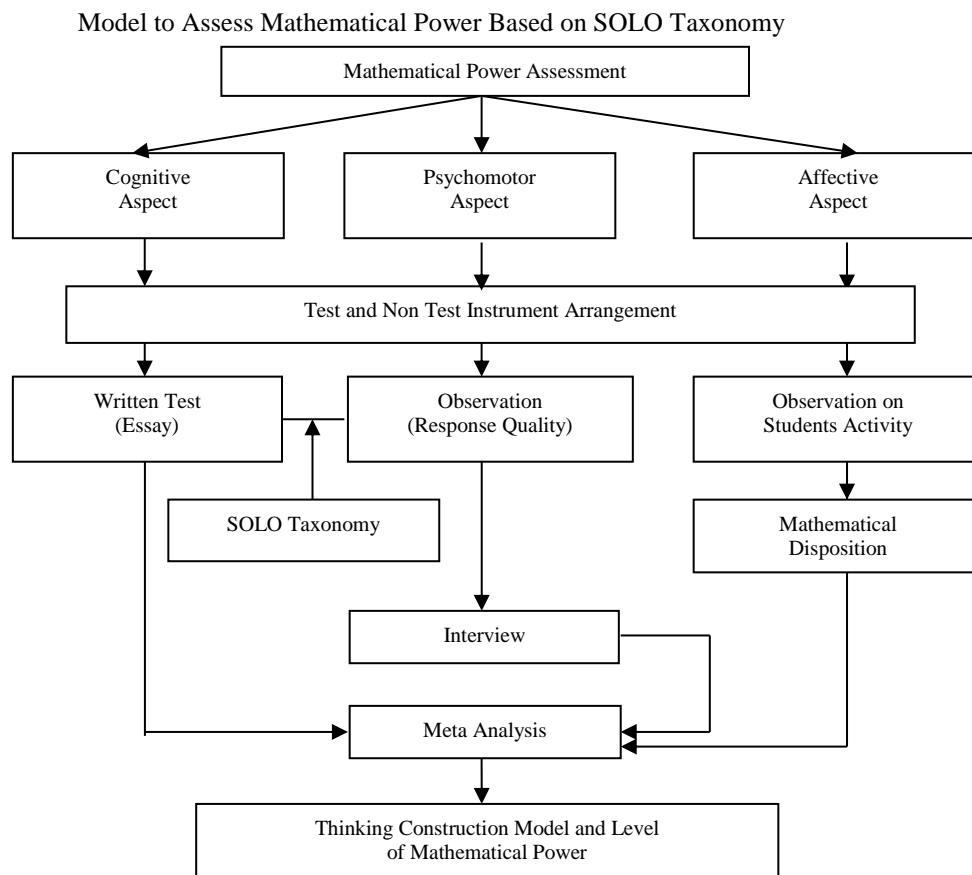 Model to Assess Mathematical Power Based on SOLO Taxonomy
Mathematical Power Assessment
Cognitive
Aspect
Psychomotor
Aspect
Affective
Aspect
Test and Non Test Instrument Arrangement
Written Test
(Essay)
Observation
(Response Quality)
Observation on
Students Activity
SOLO Taxonomy
Mathematical
Disposition
Interview
Meta Analysis
Thinking Construction Model and Level
of Mathematical Power